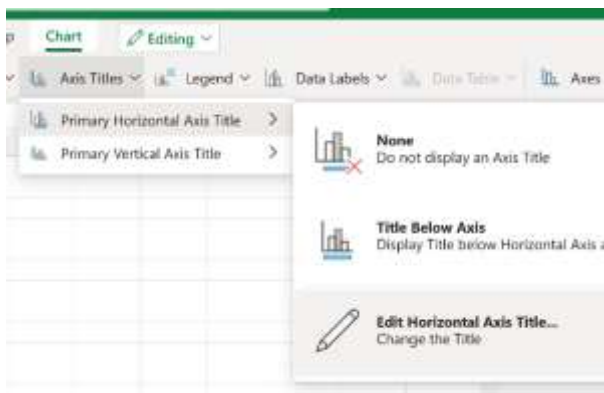 Chart
Editing
Axis Titles
Legend
Data Labels
Data Table
Axes
Primary Horizontal Axis Title
Primary Vertical Axis Title
None
Do not display an Axis Title
Title Below Axis
Display Title below Horizontal Axis a
Edit Horizontal Axis Title...
Change the Title